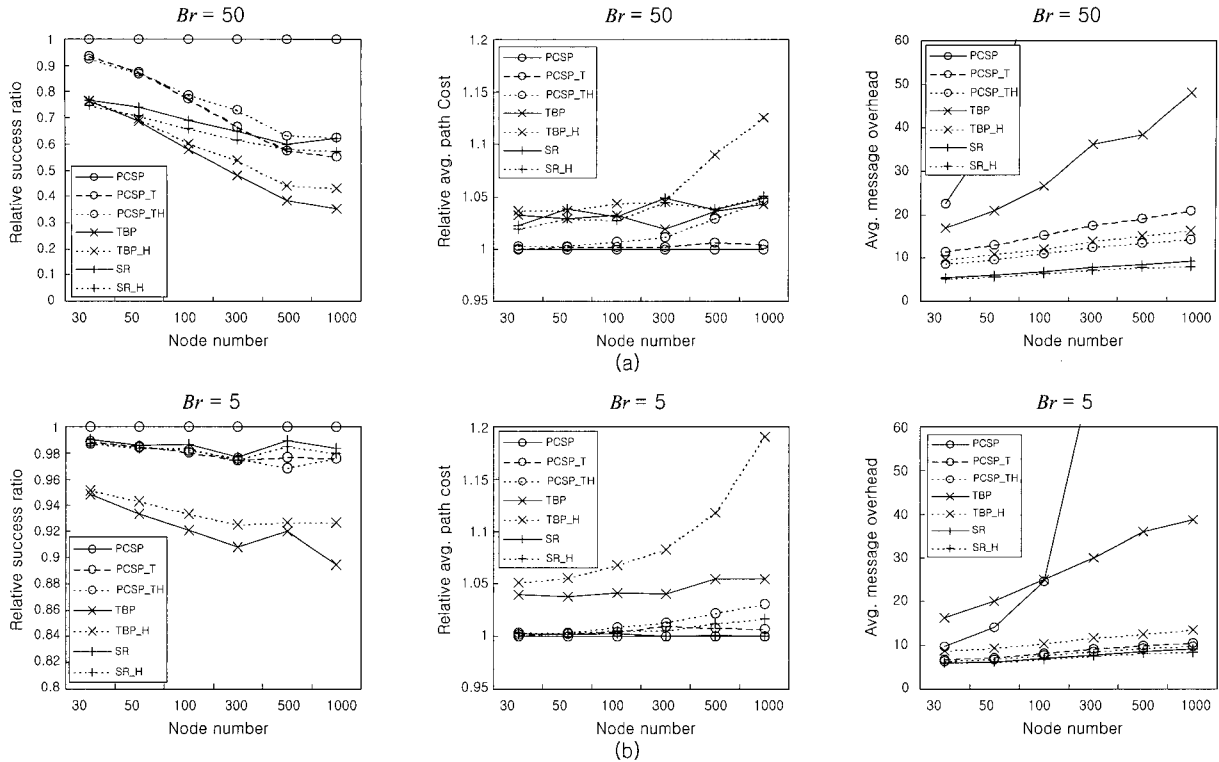 Br = 50
Relative success ratio
1
0.9
0.8
0.7
0.6
0.5
0.4
0.3
0.2
0.1
0
PCSP
PCSP_T
PCSP_TH
TBP
TBP_H
SR
SR_H
30 50 100 300 500 1000
Node number
Br = 50
Relative avg. path Cost
1.2
1.15
1.1
1.05
1
0.95
PCSP
PCSP_T
PCSP_TH
TBP
TBP_H
SR
SR_H
30 50 100 300 500 1000
Node number
Br = 50
Avg. message overhead
60
50
40
30
20
10
0
PCSP
PCSP_T
PCSP_TH
TBP
TBP_H
SR
SR_H
30 50 100 300 500 1000
Node number
(a)
Br = 5
Relative success ratio
1
0.98
0.96
0.94
0.92
0.9
0.88
0.86
0.84
0.82
0.8
PCSP
PCSP_T
PCSP_TH
TBP
TBP_H
SR
SR_H
30 50 100 300 500 1000
Node number
Br = 5
Relative avg. path cost
1.2
1.15
1.1
1.05
1
0.95
PCSP
PCSP_T
PCSP_TH
TBP
TBP_H
SR
SR_H
30 50 100 300 500 1000
Node number
Br = 5
Avg. message overhead
60
50
40
30
20
10
0
PCSP
PCSP_T
PCSP_TH
TBP
TBP_H
SR
SR_H
30 50 100 300 500 1000
Node number
(b)